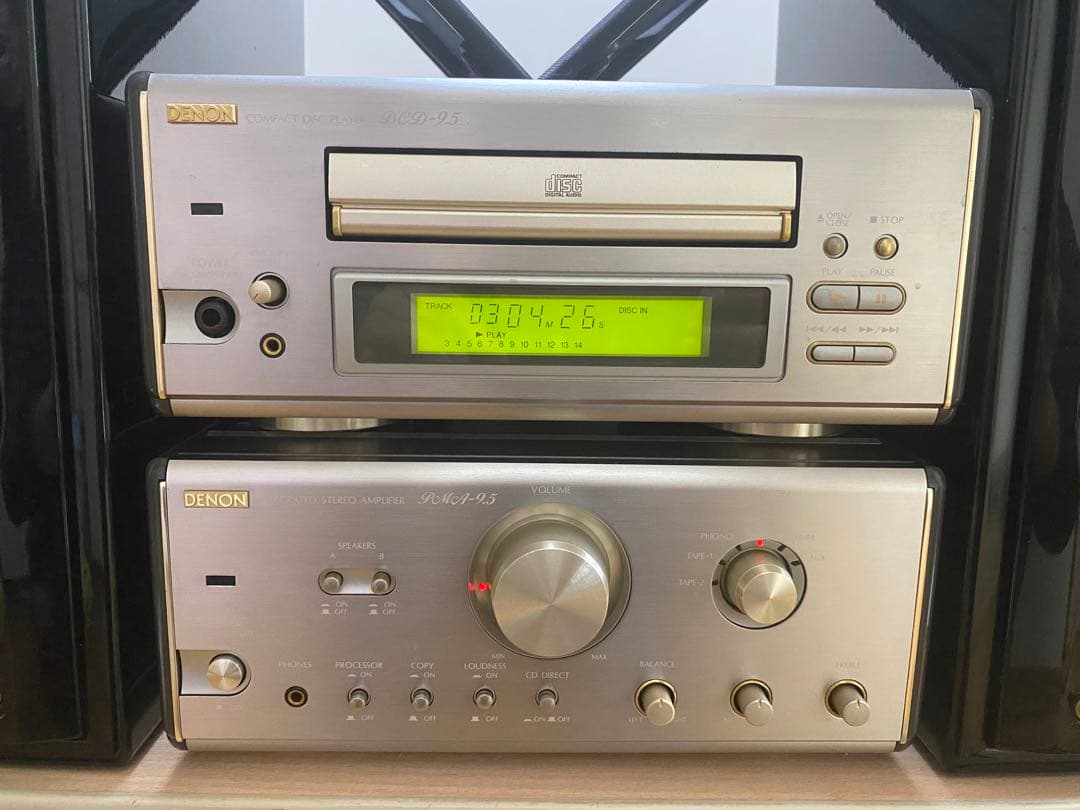 DENON COMPACT DISC PLAYER DCD-9.5
COMPACT
disc
DIGITAL AUDIO
OPEN/
CLOSE
STOP
POWER
PLAY PAUSE
TRACK 03 04 M 26 S DISC IN
PLAY
3 4 5 6 7 8 9 10 11 12 13 14
DENON STEREO AMPLIFIER PMA-9.5
VOLUME
SPEAKERS
A B
ON ON
OFF OFF
PHONO
TAPE-1
TAPE-2
MIN MAX
PHONES PROCESSOR COPY LOUDNESS CD DIRECT BALANCE
ON ON ON
OFF OFF OFF ON OFF
LEFT